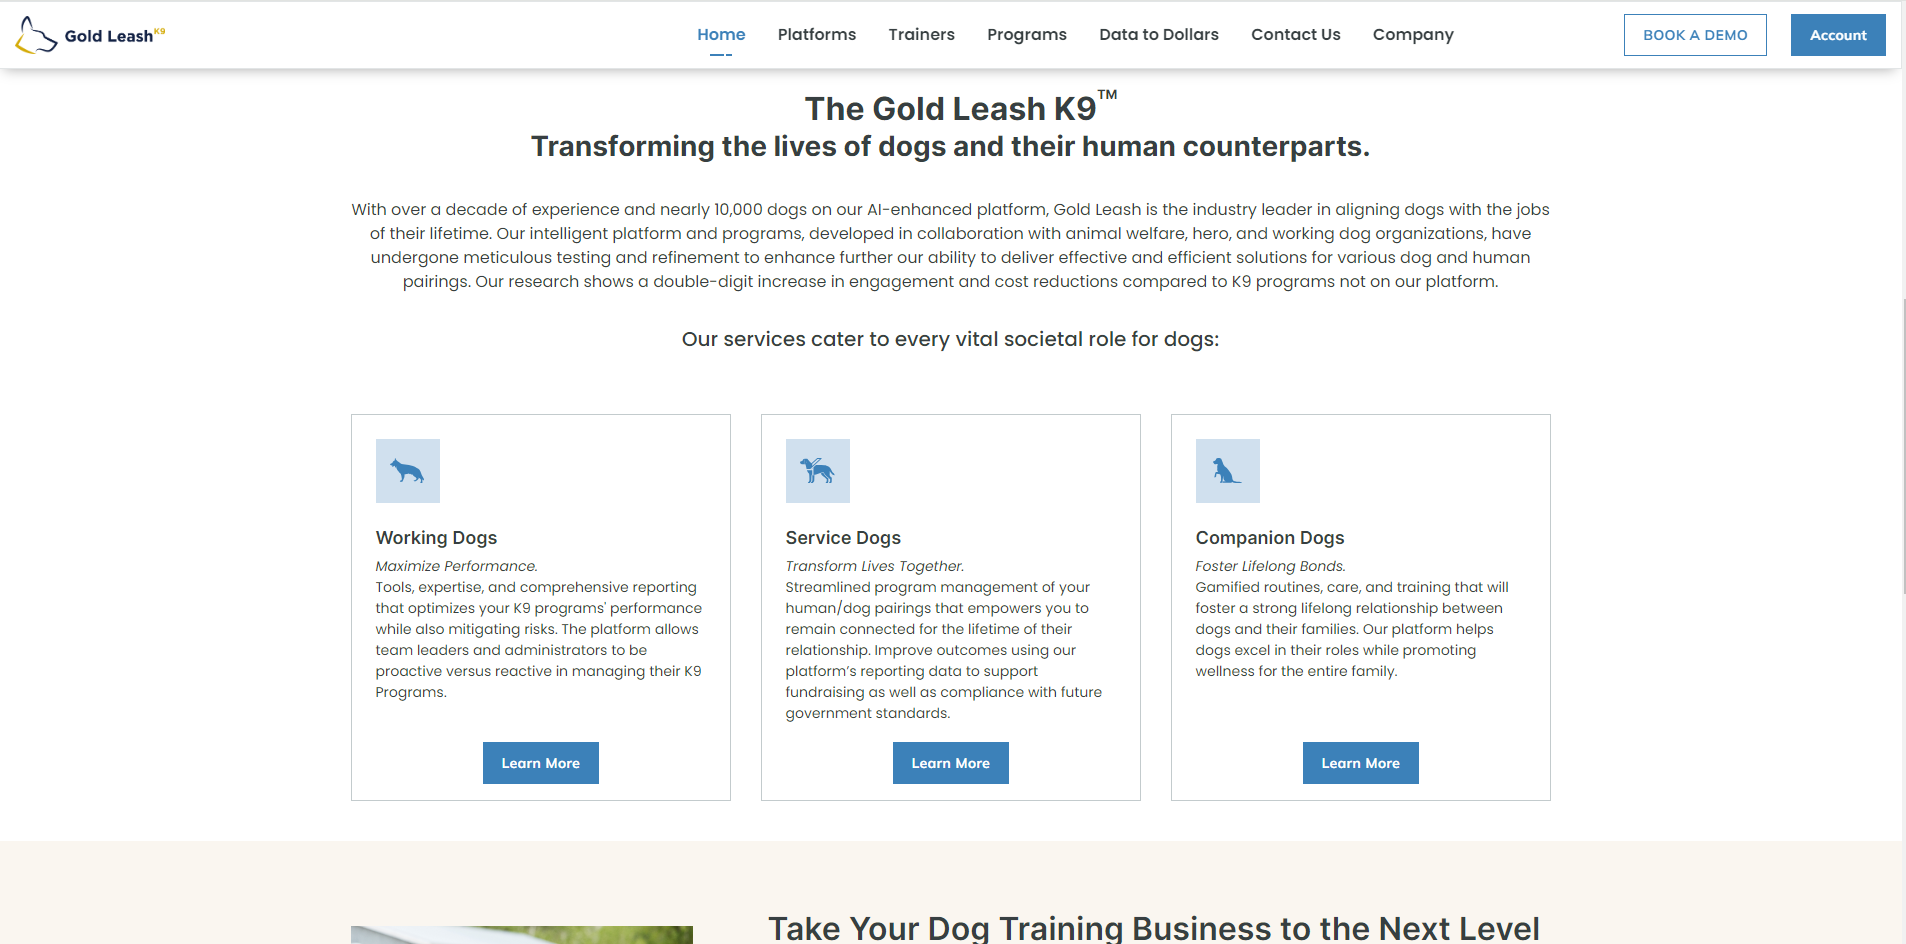 Gold Leash K9
Home Platforms Trainers Programs Data to Dollars Contact Us Company
BOOK A DEMO
Account
The Gold Leash K9™
Transforming the lives of dogs and their human counterparts.
With over a decade of experience and nearly 10,000 dogs on our AI-enhanced platform, Gold Leash is the industry leader in aligning dogs with the jobs
of their lifetime. Our intelligent platform and programs, developed in collaboration with animal welfare, hero, and working dog organizations, have
undergone meticulous testing and refinement to enhance further our ability to deliver effective and efficient solutions for various dog and human
pairings. Our research shows a double-digit increase in engagement and cost reductions compared to K9 programs not on our platform.
Our services cater to every vital societal role for dogs:
Working Dogs
Maximize Performance.
Tools, expertise, and comprehensive reporting
that optimizes your K9 programs' performance
while also mitigating risks. The platform allows
team leaders and administrators to be
proactive versus reactive in managing their K9
Programs.
Learn More
Service Dogs
Transform Lives Together.
Streamlined program management of your
human/dog pairings that empowers you to
remain connected for the lifetime of their
relationship. Improve outcomes using our
platform’s reporting data to support
fundraising as well as compliance with future
government standards.
Learn More
Companion Dogs
Foster Lifelong Bonds.
Gamified routines, care, and training that will
foster a strong lifelong relationship between
dogs and their families. Our platform helps
dogs excel in their roles while promoting
wellness for the entire family.
Learn More
Take Your Dog Training Business to the Next Level